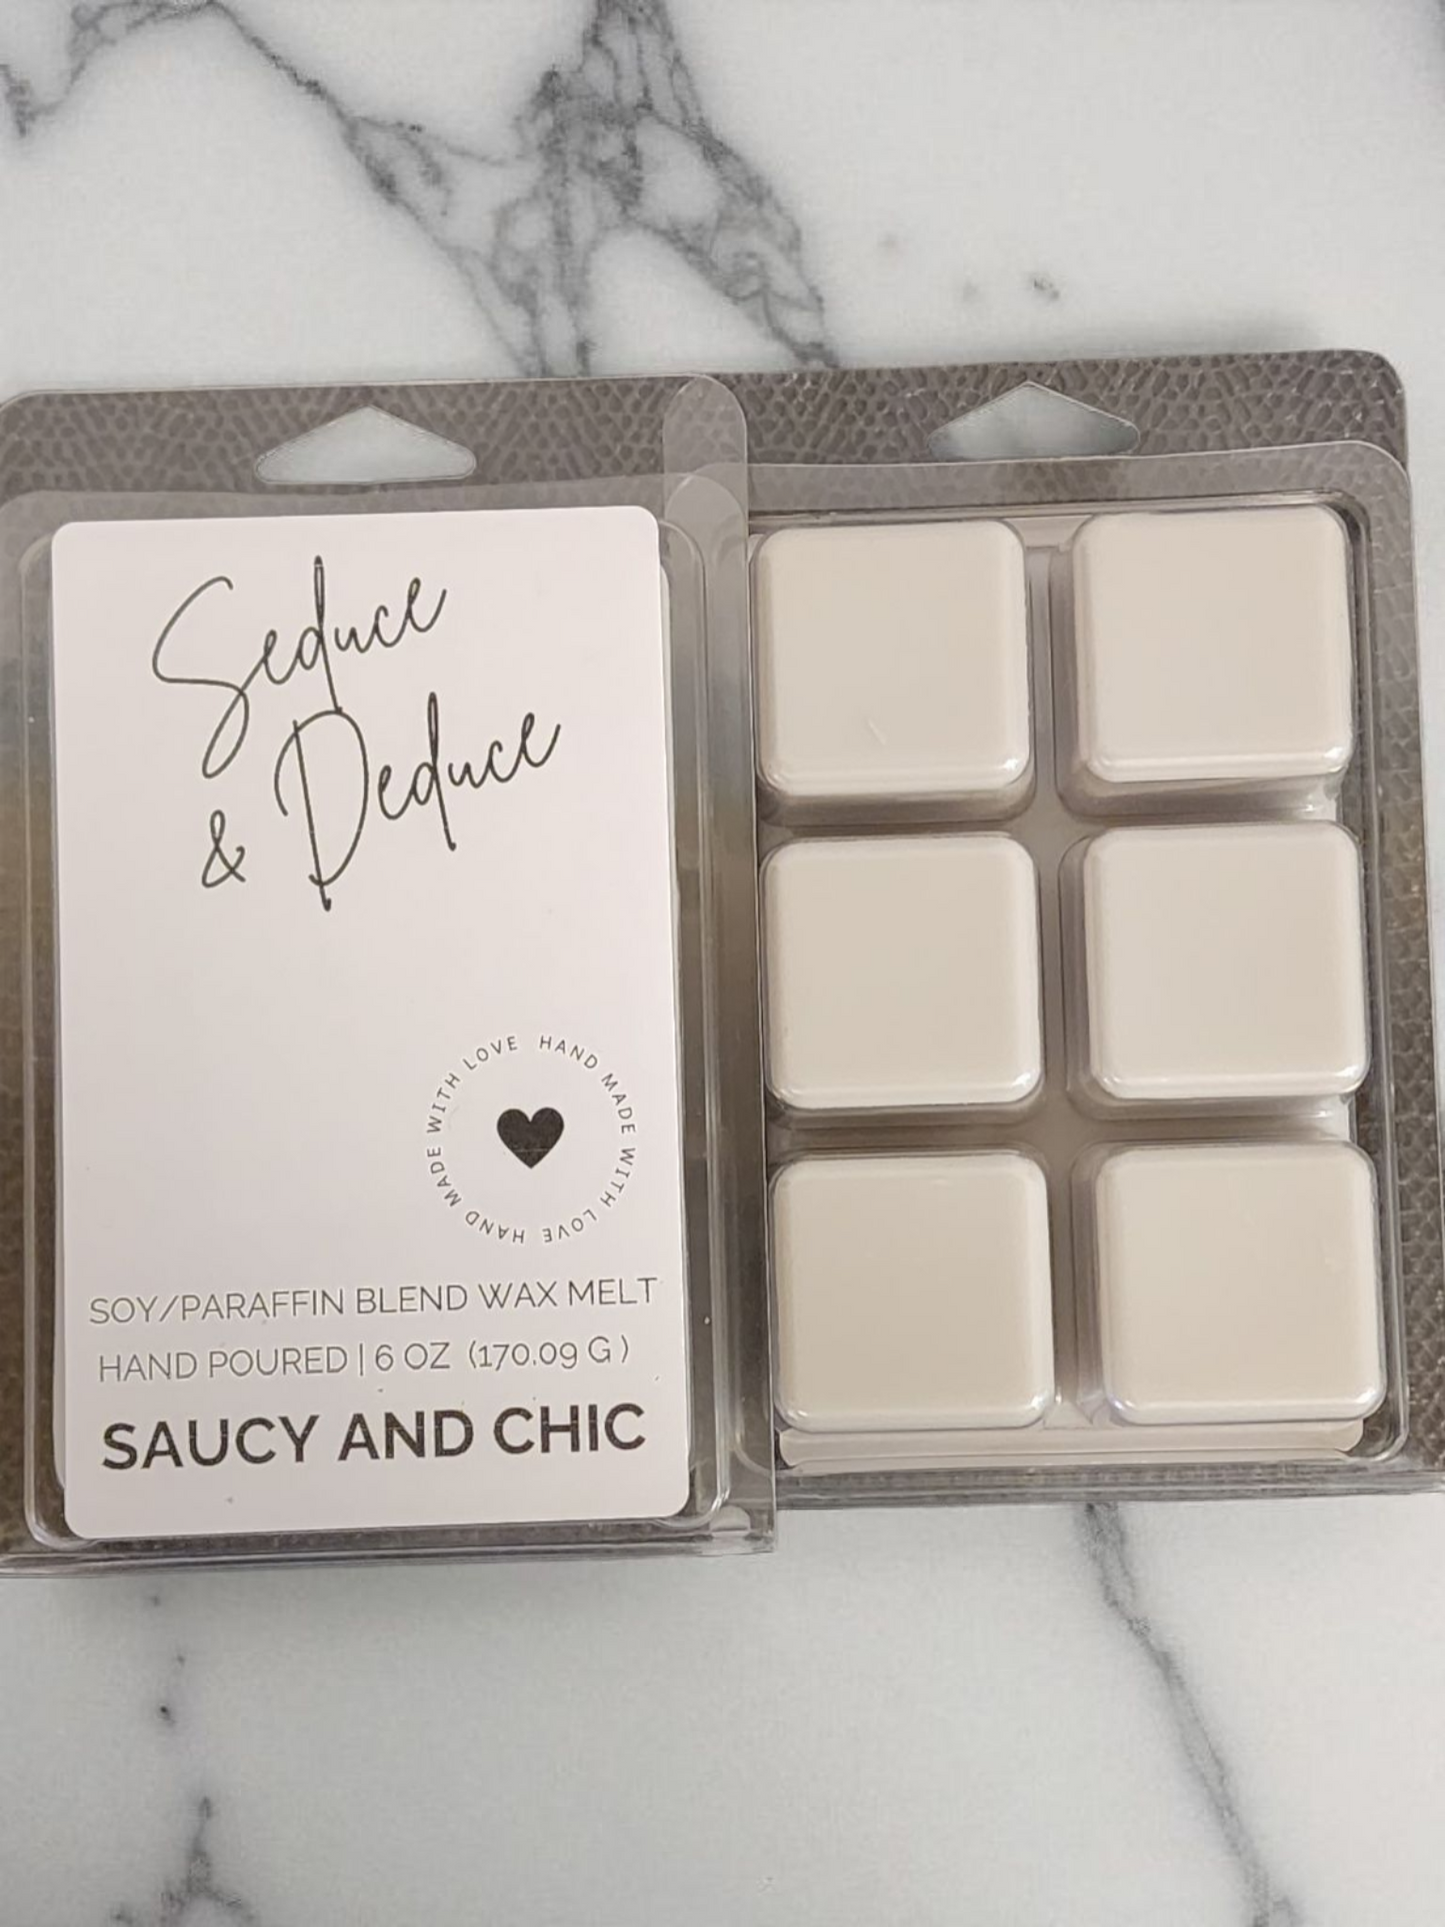 Seduce
& Deduce
HAND MADE WITH LOVE HAND MADE WITH LOVE
SOY/PARAFFIN BLEND WAX MELT
HAND POURED | 6 OZ (170.09 G )
SAUCY AND CHIC